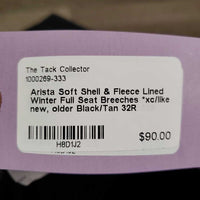 The Tack Collector
1000269-333
Arista Soft Shell & Fleece Lined
Winter Full Seat Breeches *xc/like
new, older Black/Tan 32R
$90.00
H8D1J2